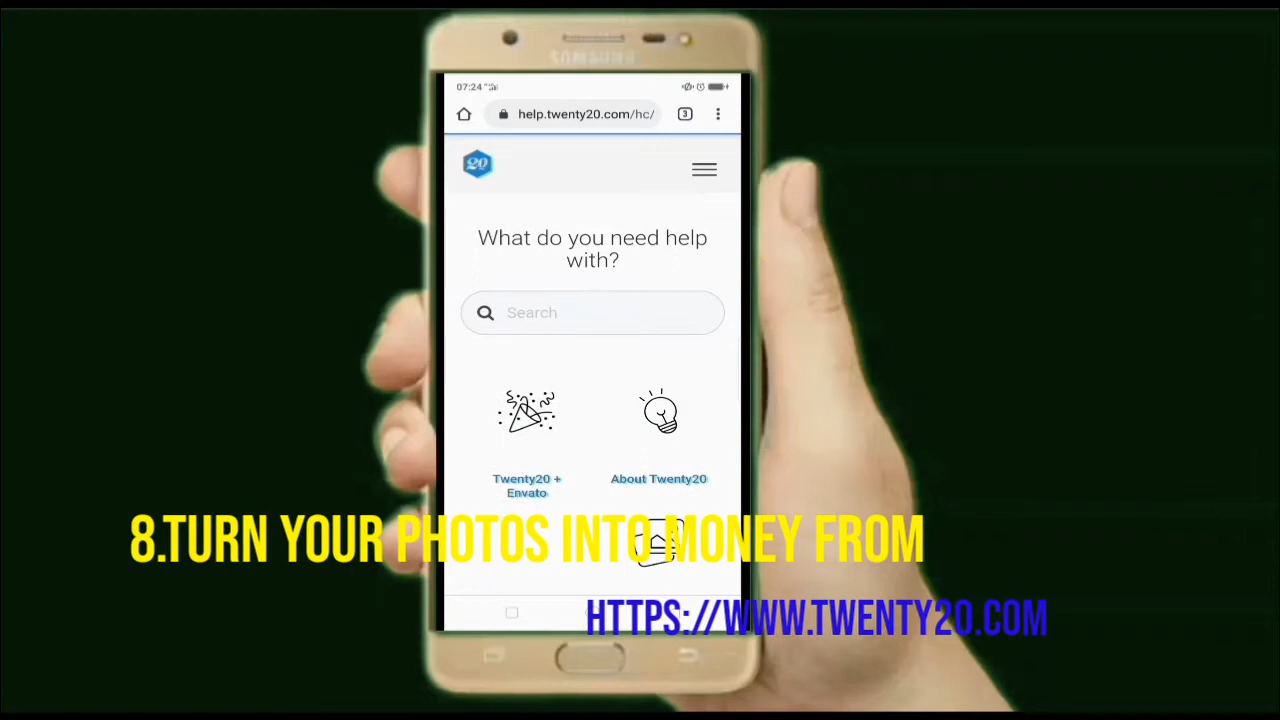 SAMSUNG
07:24
help.twenty20.com/hc/
3
20
What do you need help
with?
Search
Twenty20 +
Envato
About Twenty20
8.TURN YOUR PHOTOS INTO MONEY FROM
HTTPS://WWW.TWENTY20.COM